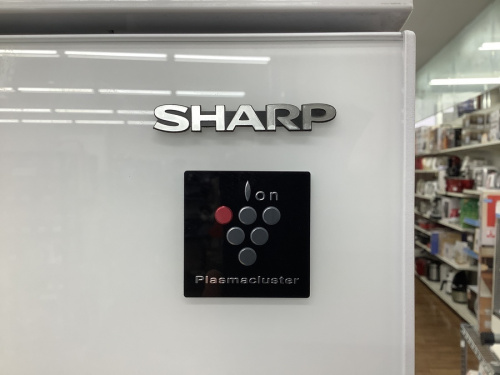 SHARP
Ion
Plasmacluster